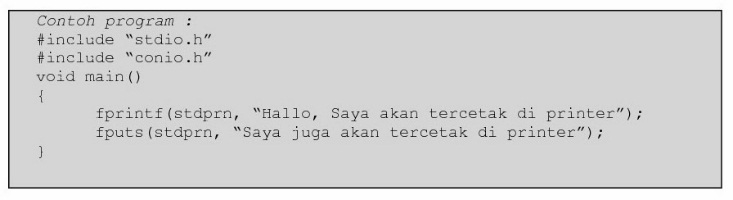 Contoh program :
#include “stdio.h”
#include “conio.h”
void main()
{
fprintf(stdprn, “Hallo, Saya akan tercetak di printer”);
fputs(stdprn, “Saya juga akan tercetak di printer”);
}